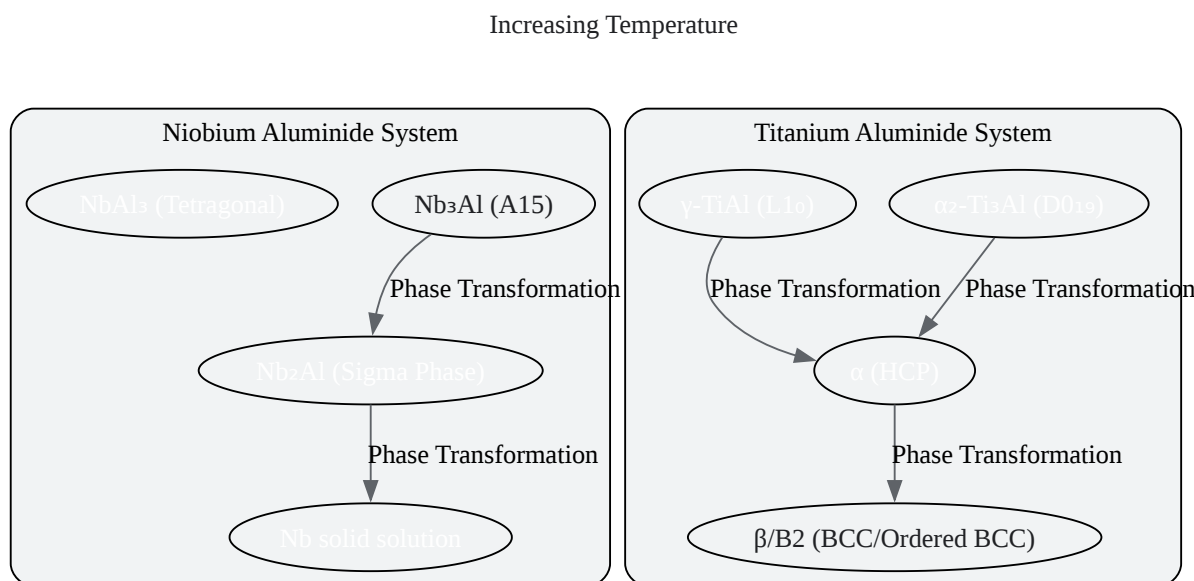 Increasing Temperature
Niobium Aluminide System
Titanium Aluminide System
NbAl₃ (Tetragonal)
Nb₃Al (A15)
γ-TiAl (L1₀)
α₂-Ti₃Al (D0₁₉)
Phase Transformation
Phase Transformation
Phase Transformation
Nb₂Al (Sigma Phase)
α (HCP)
Phase Transformation
Phase Transformation
Nb solid solution
β/B2 (BCC/Ordered BCC)